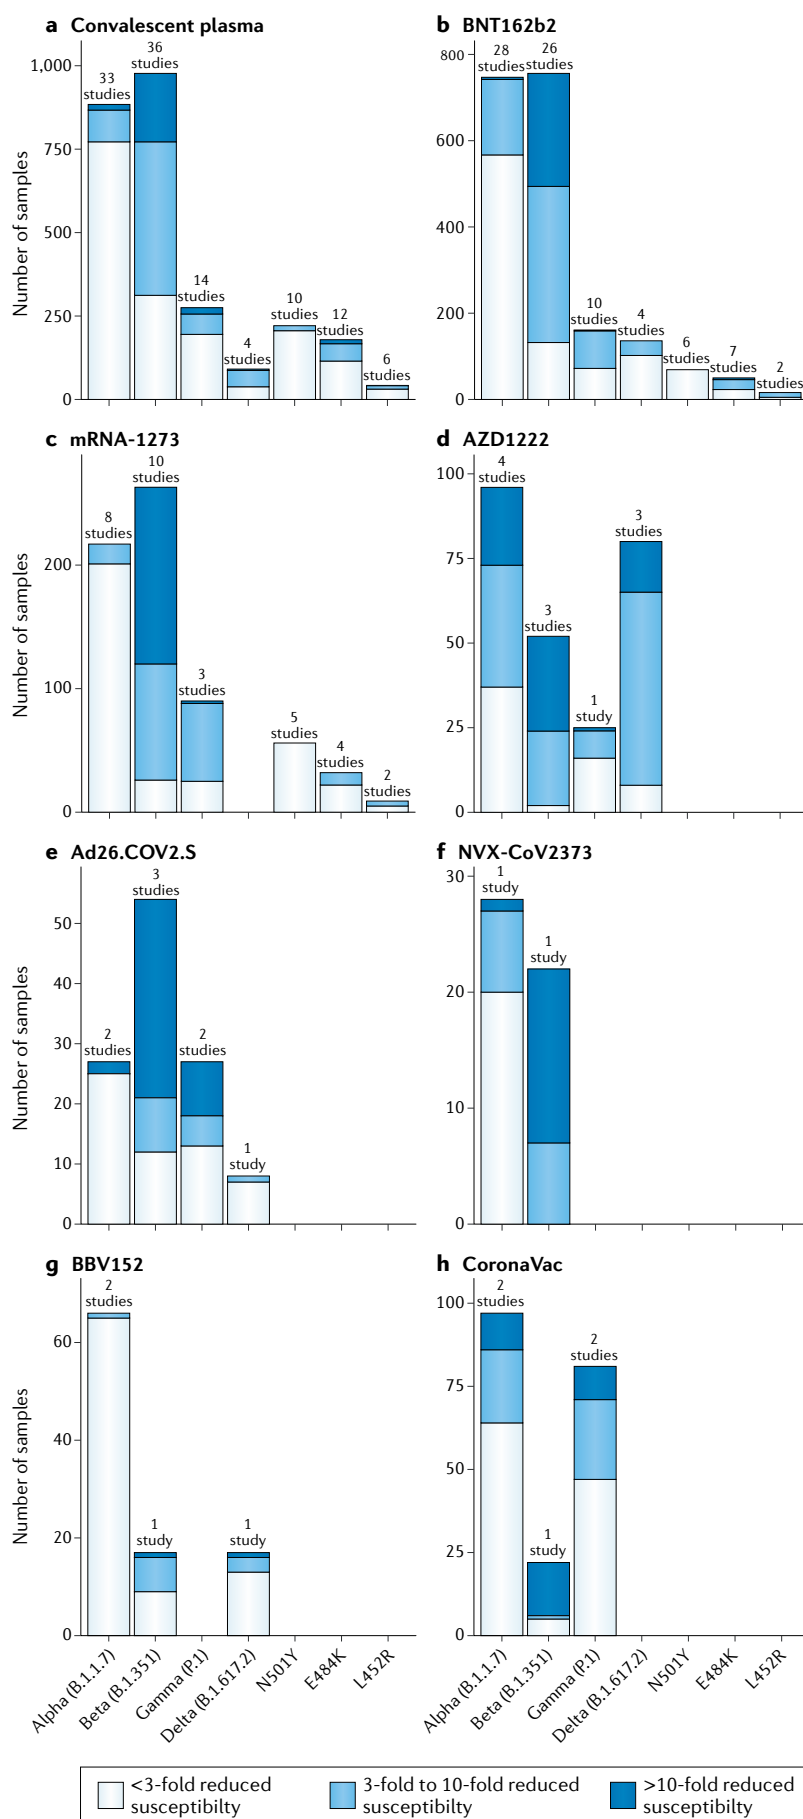 a Convalescent plasma
36
studies
33
studies
14
studies
4
studies
10
studies
12
studies
6
studies
1,000
750
500
250
0
Number of samples
b BNT162b2
28
studies
26
studies
10
studies
4
studies
6
studies
7
studies
2
studies
800
600
400
200
0
c mRNA-1273
10
studies
8
studies
3
studies
5
studies
4
studies
2
studies
200
100
0
Number of samples
d AZD1222
4
studies
3
studies
1
study
3
studies
100
75
50
25
0
e Ad26.COV2.S
3
studies
2
studies
2
studies
1
study
50
40
30
20
10
0
Number of samples
f NVX-CoV2373
1
study
1
study
30
20
10
0
g BBV152
2
studies
1
study
1
study
60
40
20
0
Number of samples
Alpha (B.1.1.7)
Beta (B.1.351)
Gamma (P.1)
Delta (B.1.617.2)
N501Y
E484K
L452R
h CoronaVac
2
studies
1
study
2
studies
100
75
50
25
0
Alpha (B.1.1.7)
Beta (B.1.351)
Gamma (P.1)
Delta (B.1.617.2)
N501Y
E484K
L452R
<3-fold reduced
susceptibilty
3-fold to 10-fold reduced
susceptibilty
>10-fold reduced
susceptibilty